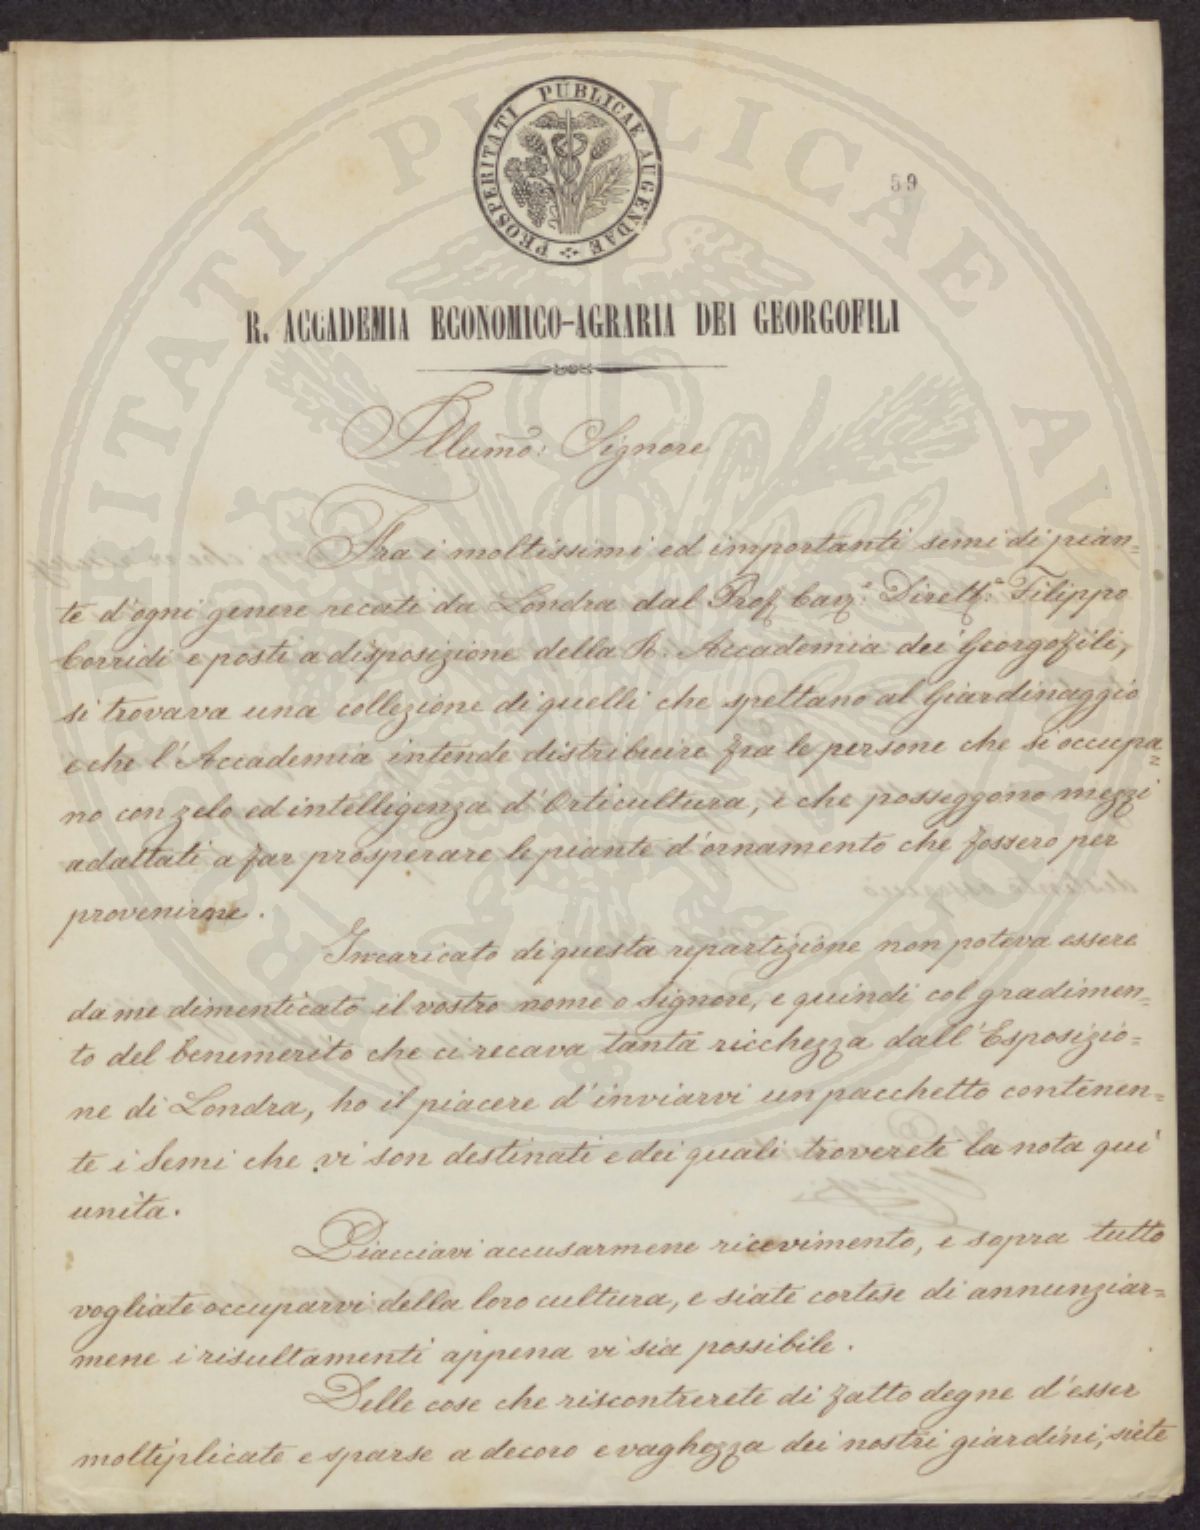 PROSPERITATI PUBLICAE AUGENDAE
59
R. ACCADEMIA ECONOMICO-AGRARIA DEI GEORGOFILI
Illumo: Signore
Fra i moltissimi ed importanti semi di pian=
te d'ogni genere recati da Londra dal Prof. Cav.e Dirett.e Filippo
Corridi e posti a disposizione della R. Accademia dei Georgofili,
si trovava una collezione di quelli che spettano al Giardinaggio
e che l'Accademia intende distribuire fra le persone che si occupa=
no con zelo ed intelligenza d'Orticultura, e che posseggono mezzi
adattati a far prosperare le piante d'ornamento che fossero per
provenirne.
Incaricato di questa repartizione non poteva essere
da me dimenticato il vostro nome o Signore, e quindi col gradimen=
to del benemerito che ci recava tanta ricchezza dall'Esposizio=
ne di Londra, ho il piacere d'inviarvi un pacchetto contenen=
te i Semi che vi son destinati e dei quali troverete la nota qui
unita.
Piacciavi accusarmene ricevimento, e sopra tutto
vogliate occuparvi della loro cultura, e siate cortese di annunziar=
mene i risultamenti appena vi sia possibile.
Delle cose che riscontrerete di fatto degne d'esser
moltiplicate e sparse a decoro e vaghezza dei nostri giardini, siete